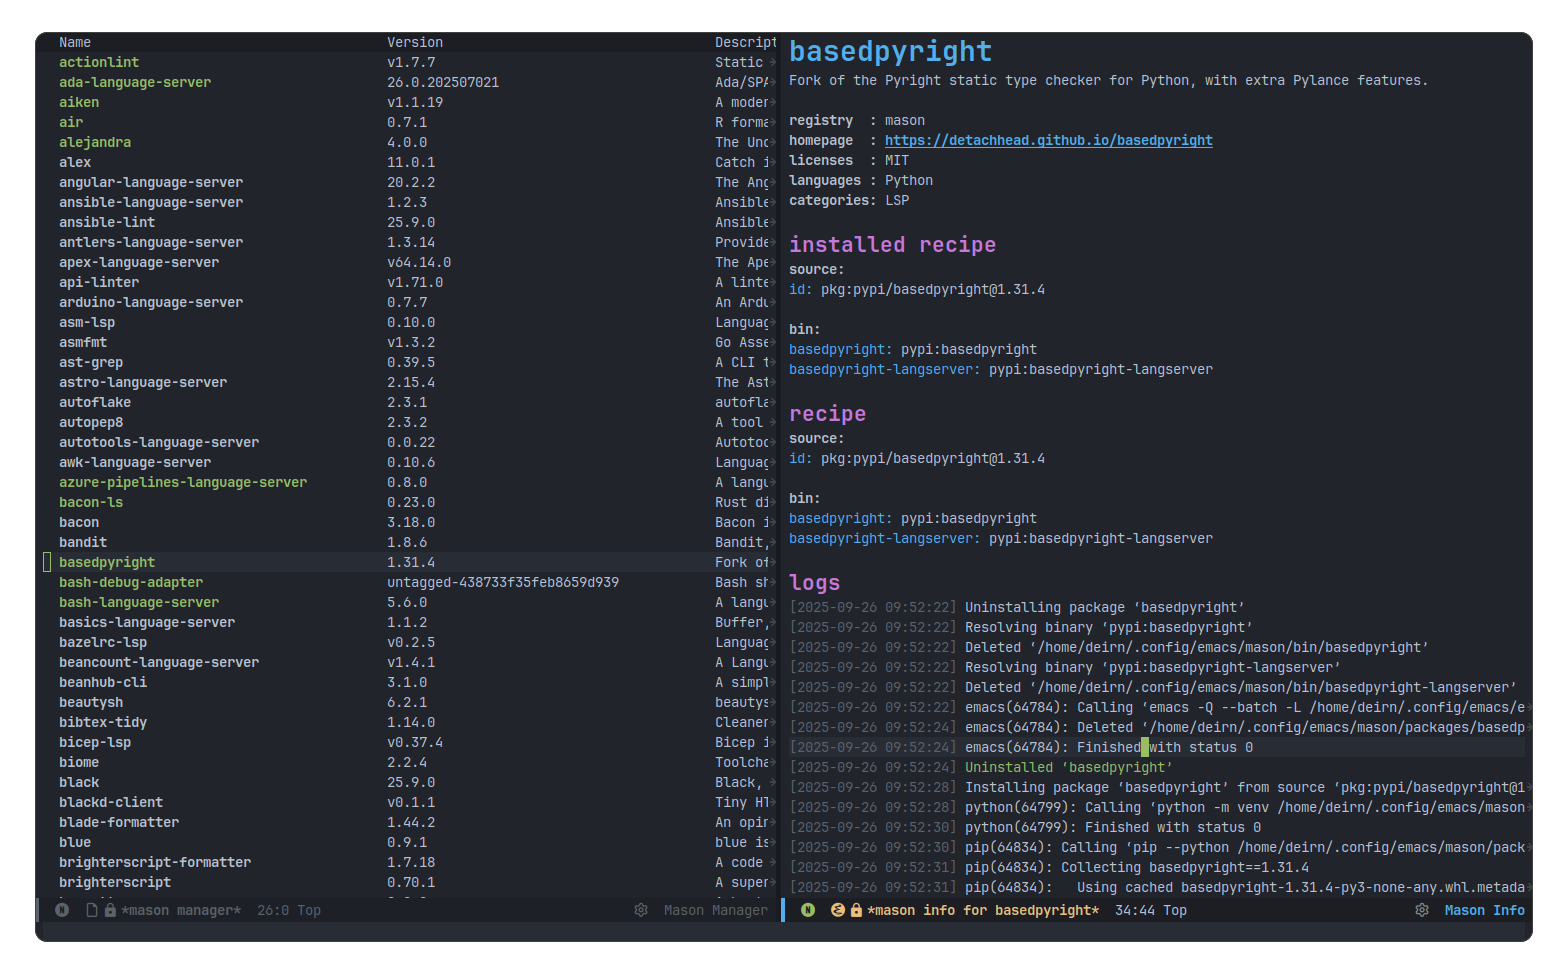 Name Version Descript
actionlint v1.7.7 Static
ada-language-server 26.0.202507021 Ada/SPA
aiken v1.1.19 A moder
air 0.7.1 R forma
alejandra 4.0.0 The Unc
alex 11.0.1 Catch i
angular-language-server 20.2.2 The Ang
ansible-language-server 1.2.3 Ansible
ansible-lint 25.9.0 Ansible
antlers-language-server 1.3.14 Provide
apex-language-server v64.14.0 The Ape
api-linter v1.71.0 A linte
arduino-language-server 0.7.7 An Ardu
asm-lsp 0.10.0 Languag
asmfmt v1.3.2 Go Asse
ast-grep 0.39.5 A CLI t
astro-language-server 2.15.4 The Ast
autoflake 2.3.1 autofla
autopep8 2.3.2 A tool
autotools-language-server 0.0.22 Autotoo
awk-language-server 0.10.6 Languag
azure-pipelines-language-server 0.8.0 A langu
bacon-ls 0.23.0 Rust di
bacon 3.18.0 Bacon i
bandit 1.8.6 Bandit,
basedpyright 1.31.4 Fork of
bash-debug-adapter untagged-438733f35feb8659d939 Bash sh
bash-language-server 5.6.0 A langu
basics-language-server 1.1.2 Buffer,
bazelrc-lsp v0.2.5 Languag
beancount-language-server v1.4.1 A Langu
beanhub-cli 3.1.0 A simpl
beautysh 6.2.1 beautys
bibtex-tidy 1.14.0 Cleaner
bicep-lsp v0.37.4 Bicep i
biome 2.2.4 Toolcha
black 25.9.0 Black,
blackd-client v0.1.1 Tiny HT
blade-formatter 1.44.2 An opin
blue 0.9.1 blue is
brighterscript-formatter 1.7.18 A code
brighterscript 0.70.1 A super
N *mason manager* 26:0 Top Mason Manager
basedpyright
Fork of the Pyright static type checker for Python, with extra Pylance features.
registry : mason
homepage : https://detachhead.github.io/basedpyright
licenses : MIT
languages : Python
categories: LSP
installed recipe
source:
id: pkg:pypi/basedpyright@1.31.4
bin:
basedpyright: pypi:basedpyright
basedpyright-langserver: pypi:basedpyright-langserver
recipe
source:
id: pkg:pypi/basedpyright@1.31.4
bin:
basedpyright: pypi:basedpyright
basedpyright-langserver: pypi:basedpyright-langserver
logs
[2025-09-26 09:52:22] Uninstalling package ‘basedpyright’
[2025-09-26 09:52:22] Resolving binary ‘pypi:basedpyright’
[2025-09-26 09:52:22] Deleted ‘/home/deirn/.config/emacs/mason/bin/basedpyright’
[2025-09-26 09:52:22] Resolving binary ‘pypi:basedpyright-langserver’
[2025-09-26 09:52:22] Deleted ‘/home/deirn/.config/emacs/mason/bin/basedpyright-langserver’
[2025-09-26 09:52:22] emacs(64784): Calling ‘emacs -Q --batch -L /home/deirn/.config/emacs/e
[2025-09-26 09:52:24] emacs(64784): Deleted ‘/home/deirn/.config/emacs/mason/packages/basedp
[2025-09-26 09:52:24] emacs(64784): Finished with status 0
[2025-09-26 09:52:24] Uninstalled ‘basedpyright’
[2025-09-26 09:52:28] Installing package ‘basedpyright’ from source ‘pkg:pypi/basedpyright@1
[2025-09-26 09:52:28] python(64799): Calling ‘python -m venv /home/deirn/.config/emacs/mason
[2025-09-26 09:52:30] python(64799): Finished with status 0
[2025-09-26 09:52:30] pip(64834): Calling ‘pip --python /home/deirn/.config/emacs/mason/pack
[2025-09-26 09:52:31] pip(64834): Collecting basedpyright==1.31.4
[2025-09-26 09:52:31] pip(64834): Using cached basedpyright-1.31.4-py3-none-any.whl.metada
N *mason info for basedpyright* 34:44 Top Mason Info